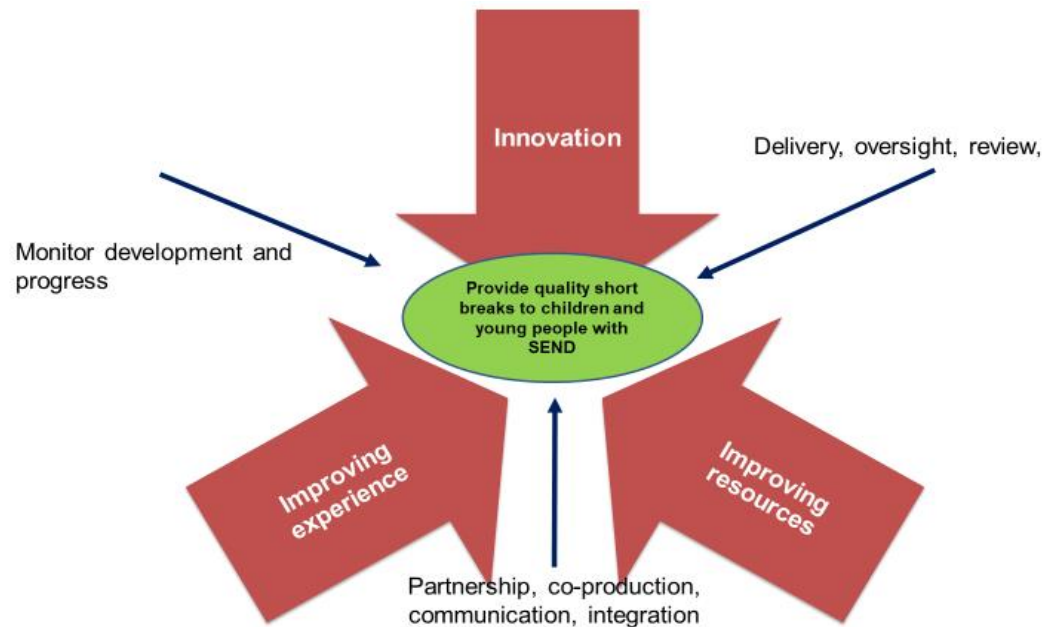 Innovation
Delivery, oversight, review,
Monitor development and
progress
Provide quality short
breaks to children and
young people with
SEND
Improving
experience
Improving
resources
Partnership, co-production,
communication, integration